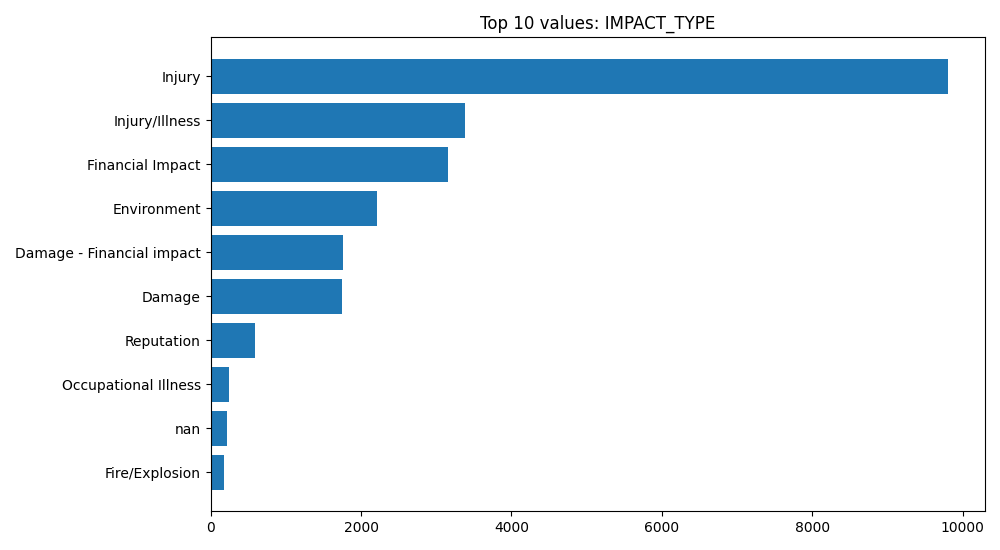 Top 10 values: IMPACT_TYPE
Injury
Injury/Illness
Financial Impact
Environment
Damage - Financial impact
Damage
Reputation
Occupational Illness
nan
Fire/Explosion
0 2000 4000 6000 8000 10000